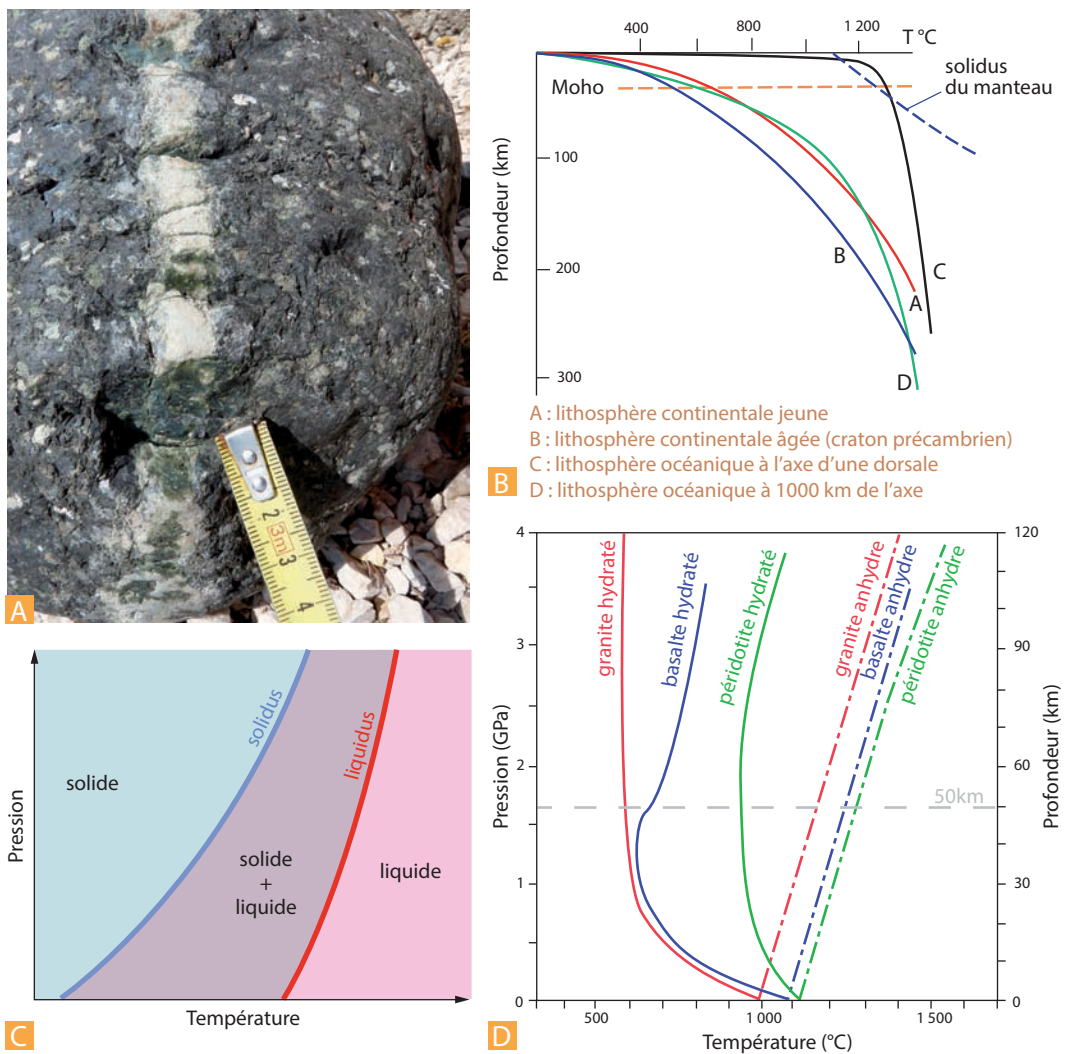 2
3m
3
4
A
400
800
1 200
T °C
Moho
solidus
du manteau
Profondeur (km)
100
200
300
B
C
A
D
A : lithosphère continentale jeune
B : lithosphère continentale âgée (craton précambrien)
C : lithosphère océanique à l'axe d'une dorsale
D : lithosphère océanique à 1000 km de l'axe
B
Pression
solide
solidus
liquidus
solide
+
liquide
liquide
Température
C
4
3
2
1
0
Pression (GPa)
granite hydraté
basalte hydraté
péridotite hydraté
granite anhydre
basalte anhydre
péridotite anhydre
50km
120
90
60
30
0
Profondeur (km)
500
1 000
1 500
Température (°C)
D